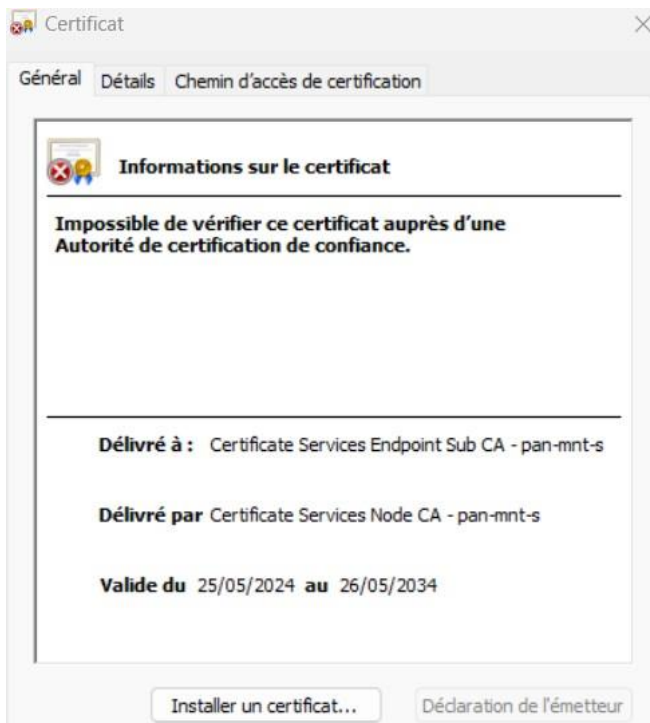 Certificat
Général Détails Chemin d'accès de certification
Informations sur le certificat
Impossible de vérifier ce certificat auprès d'une
Autorité de certification de confiance.
Délivré à : Certificate Services Endpoint Sub CA - pan-mnt-s
Délivré par Certificate Services Node CA - pan-mnt-s
Valide du 25/05/2024 au 26/05/2034
Installer un certificat... Déclaration de l'émetteur